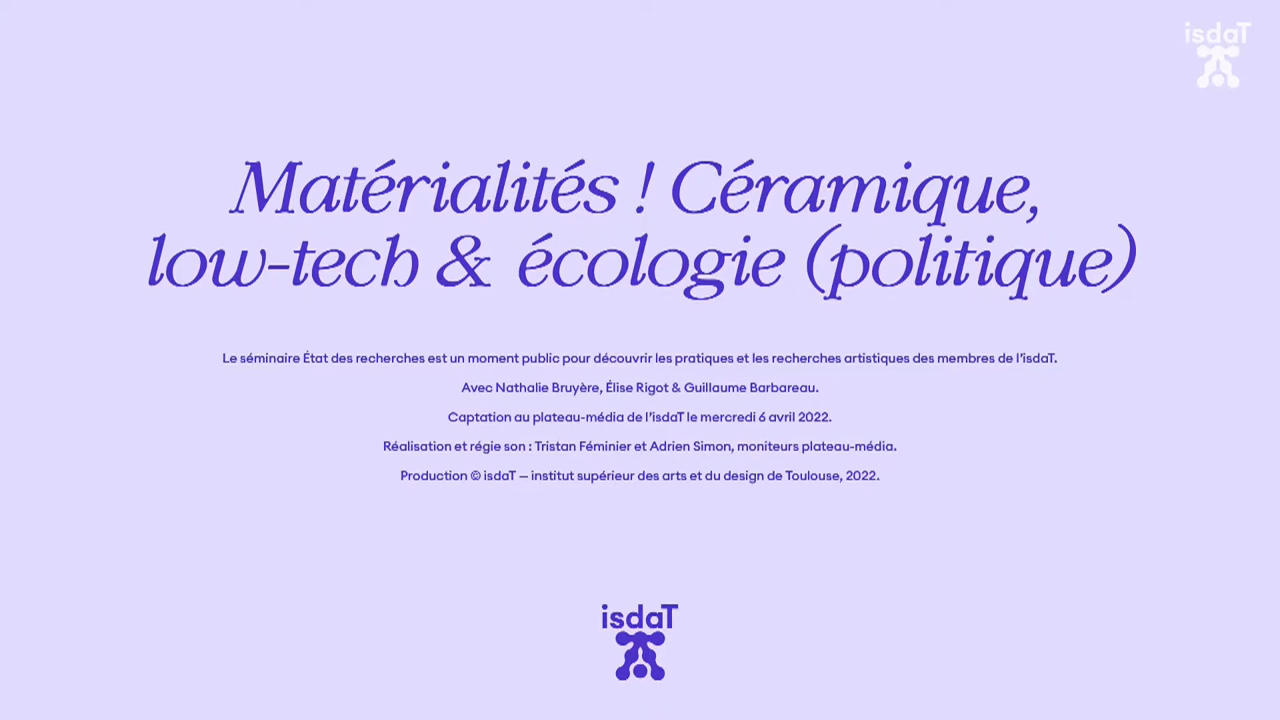 isdaT
Matérialités ! Céramique,
low-tech & écologie (politique)
Le séminaire État des recherches est un moment public pour découvrir les pratiques et les recherches artistiques des membres de l’isdaT.
Avec Nathalie Bruyère, Élise Rigot & Guillaume Barbareau.
Captation au plateau-média de l’isdaT le mercredi 6 avril 2022.
Réalisation et régie son : Tristan Féminier et Adrien Simon, moniteurs plateau-média.
Production © isdaT — institut supérieur des arts et du design de Toulouse, 2022.
isdaT